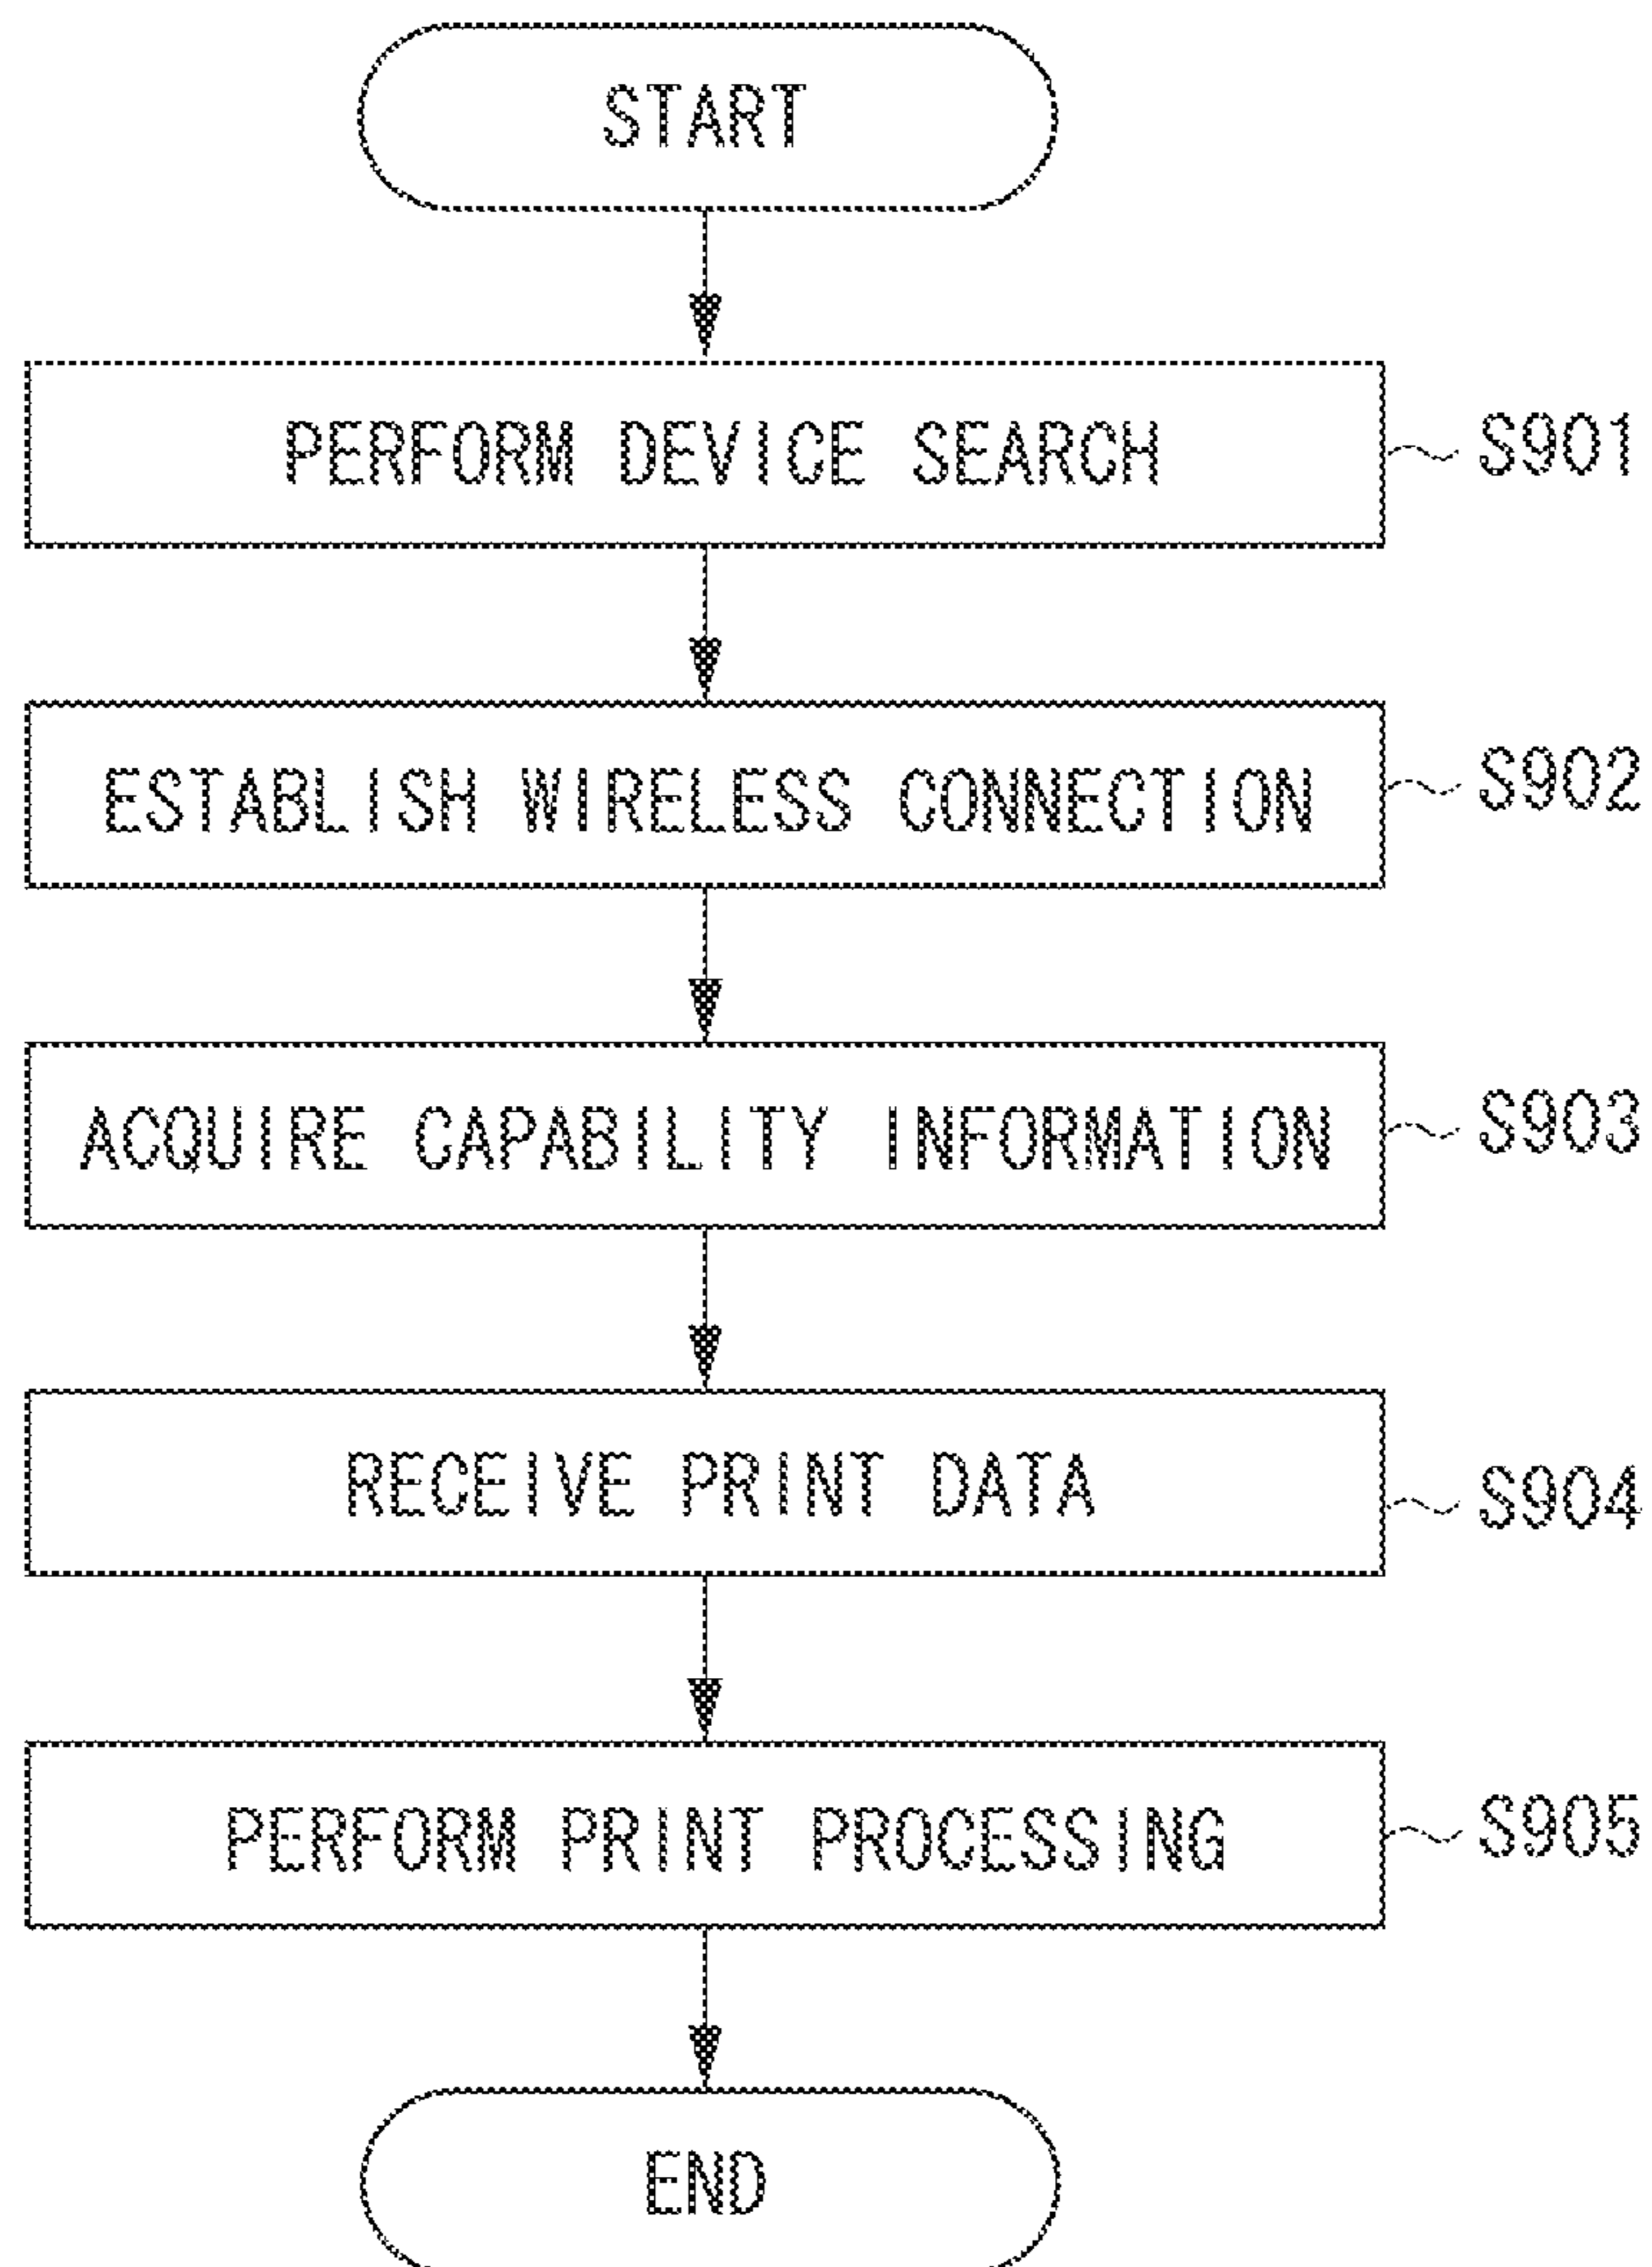 START
PERFORM DEVICE SEARCH S901
ESTABLISH WIRELESS CONNECTION S902
ACQUIRE CAPABILITY INFORMATION S903
RECEIVE PRINT DATA S904
PERFORM PRINT PROCESSING S905
END